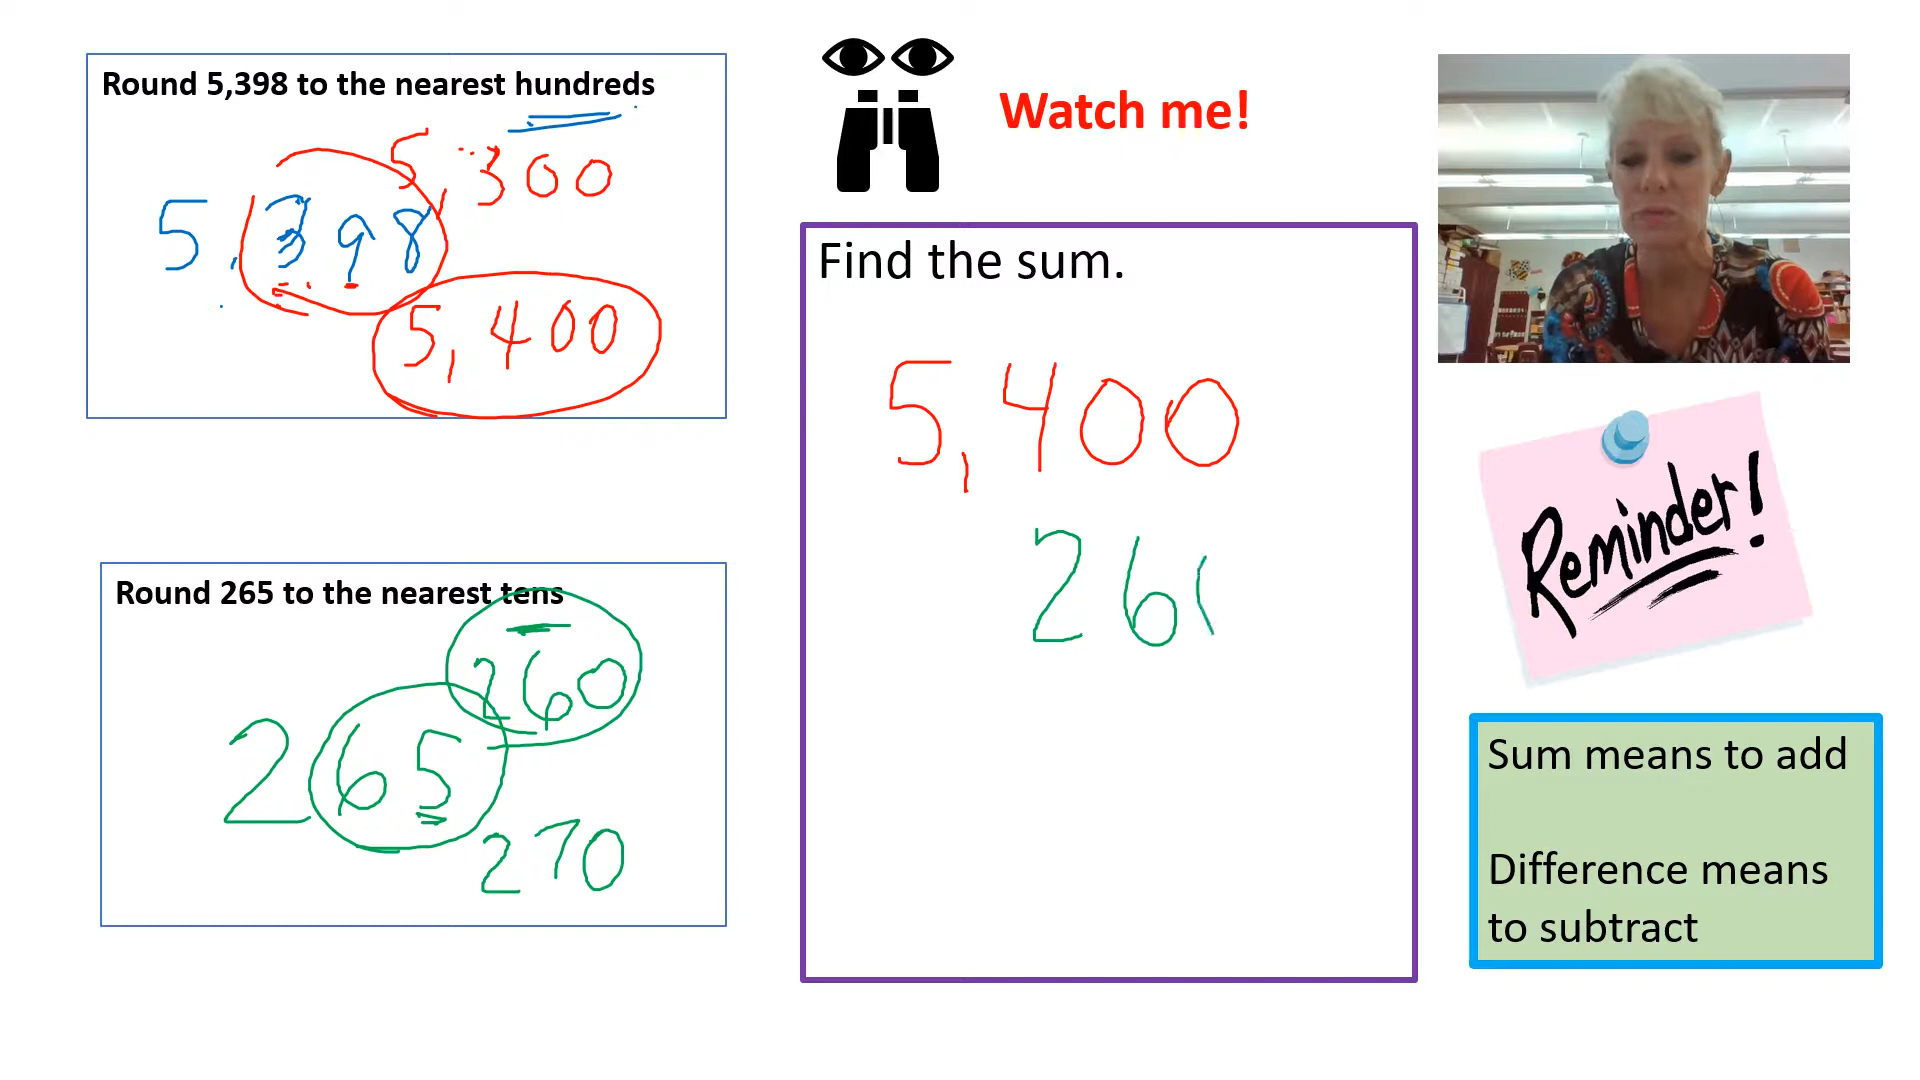 Round 5,398 to the nearest hundreds
5,300
5,398
5,400
Round 265 to the nearest tens
260
265
270
Watch me!
Find the sum.
5,400
26
Reminder!
Sum means to add
Difference means
to subtract